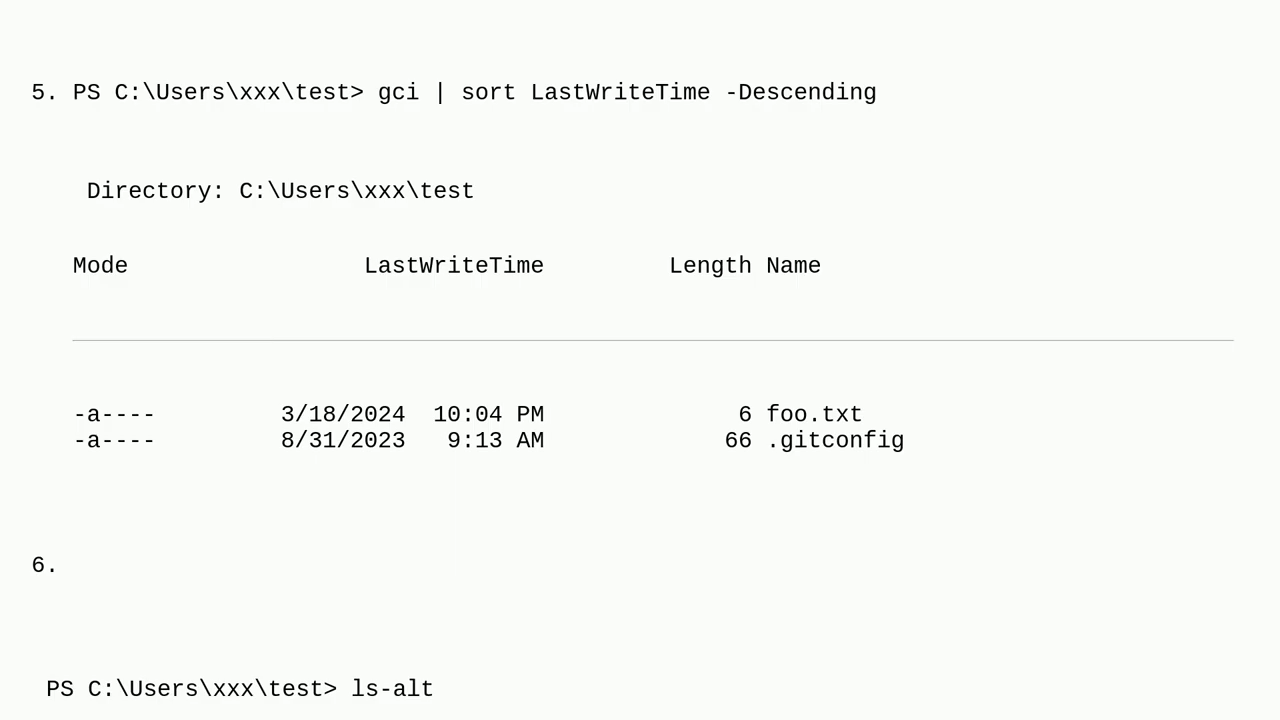 5. PS C:\Users\xxx\test> gci | sort LastWriteTime -Descending
Directory: C:\Users\xxx\test
Mode                 LastWriteTime         Length Name
-a----         3/18/2024  10:04 PM              6 foo.txt
-a----         8/31/2023   9:13 AM             66 .gitconfig
6.
PS C:\Users\xxx\test> ls-alt